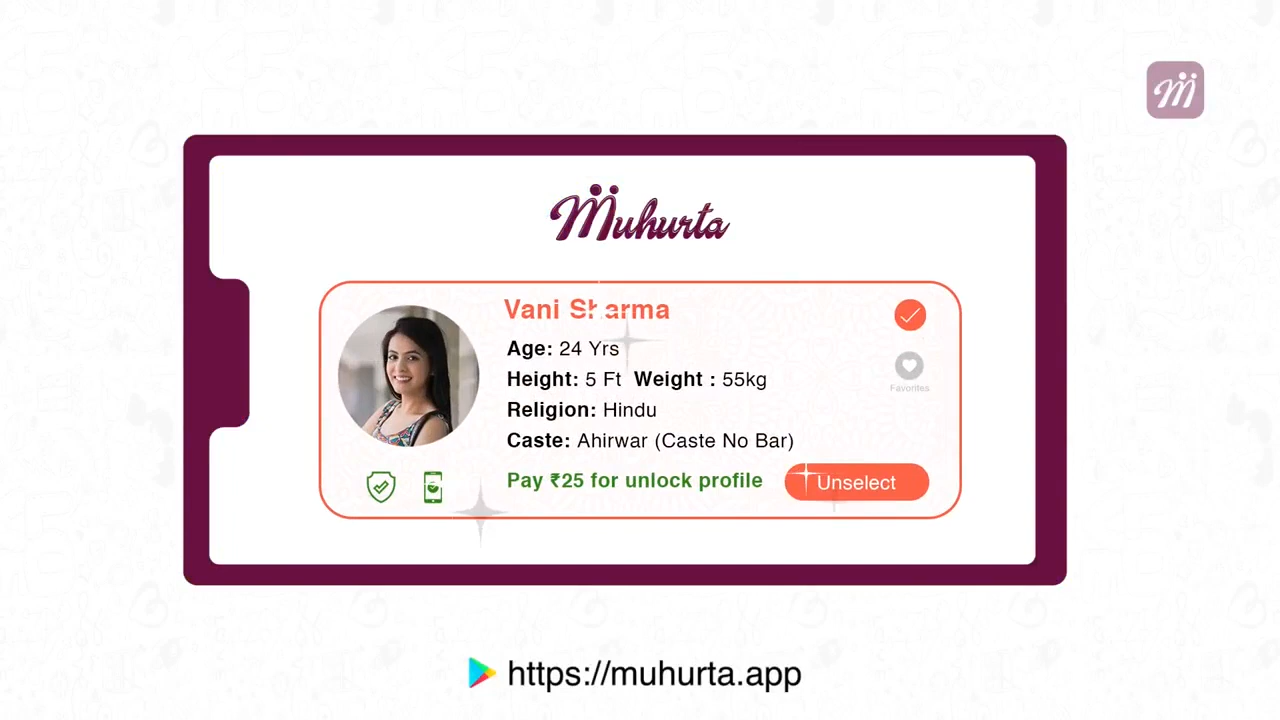 Muhurta
Vani Sharma
Age: 24 Yrs
Height: 5 Ft Weight : 55kg
Religion: Hindu
Caste: Ahirwar (Caste No Bar)
Favorites
Pay ₹25 for unlock profile
Unselect
https://muhurta.app